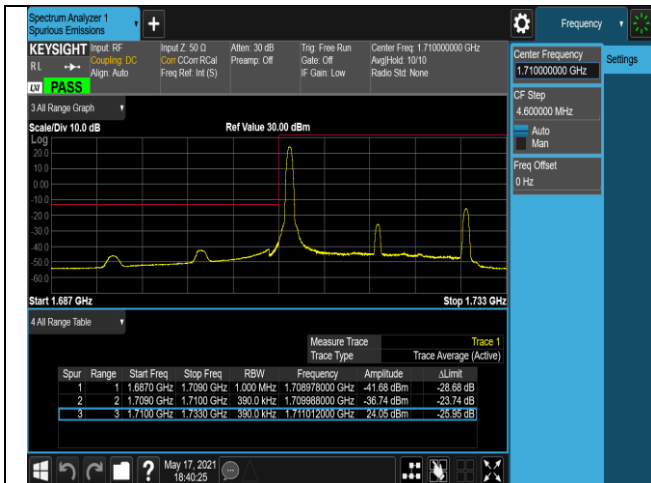 Spectrum Analyzer 1
Spurious Emissions
Frequency
KEYSIGHT Input: RF Input Z: 50 Ω Atten: 30 dB Trig: Free Run Center Freq: 1.710000000 GHz
RL Coupling: DC Corr CCorr RCal Preamp: Off Gate: Off Avg|Hold: 10/10
Align: Auto Freq Ref: Int (S) IF Gain: Low Radio Std: None
LXI PASS
Center Frequency
1.710000000 GHz
Settings
CF Step
4.600000 MHz
Auto
Man
Freq Offset
0 Hz
3 All Range Graph
Scale/Div 10.0 dB Ref Value 30.00 dBm
Log
20.0
10.0
0.00
-10.0
-20.0
-30.0
-40.0
-50.0
-60.0
Start 1.687 GHz Stop 1.733 GHz
4 All Range Table
Measure Trace Trace 1
Trace Type Trace Average (Active)
Spur Range Start Freq Stop Freq RBW Frequency Amplitude ΔLimit
1 1 1.6870 GHz 1.7090 GHz 1.000 MHz 1.708978000 GHz -41.68 dBm -28.68 dB
2 2 1.7090 GHz 1.7100 GHz 390.0 kHz 1.709988000 GHz -36.74 dBm -23.74 dB
3 3 1.7100 GHz 1.7330 GHz 390.0 kHz 1.711012000 GHz 24.05 dBm -25.95 dB
? May 17, 2021
18:40:25